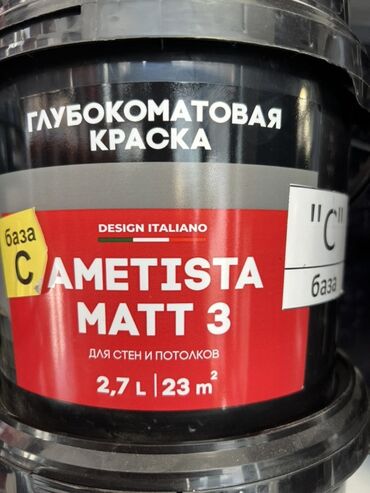 ГЛУБОКОМАТОВАЯ
КРАСКА
DESIGN ITALIANO
база
С
"С"
база
AMETISTA
MATT 3
ДЛЯ СТЕН И ПОТОЛКОВ
2,7 L | 23 m²